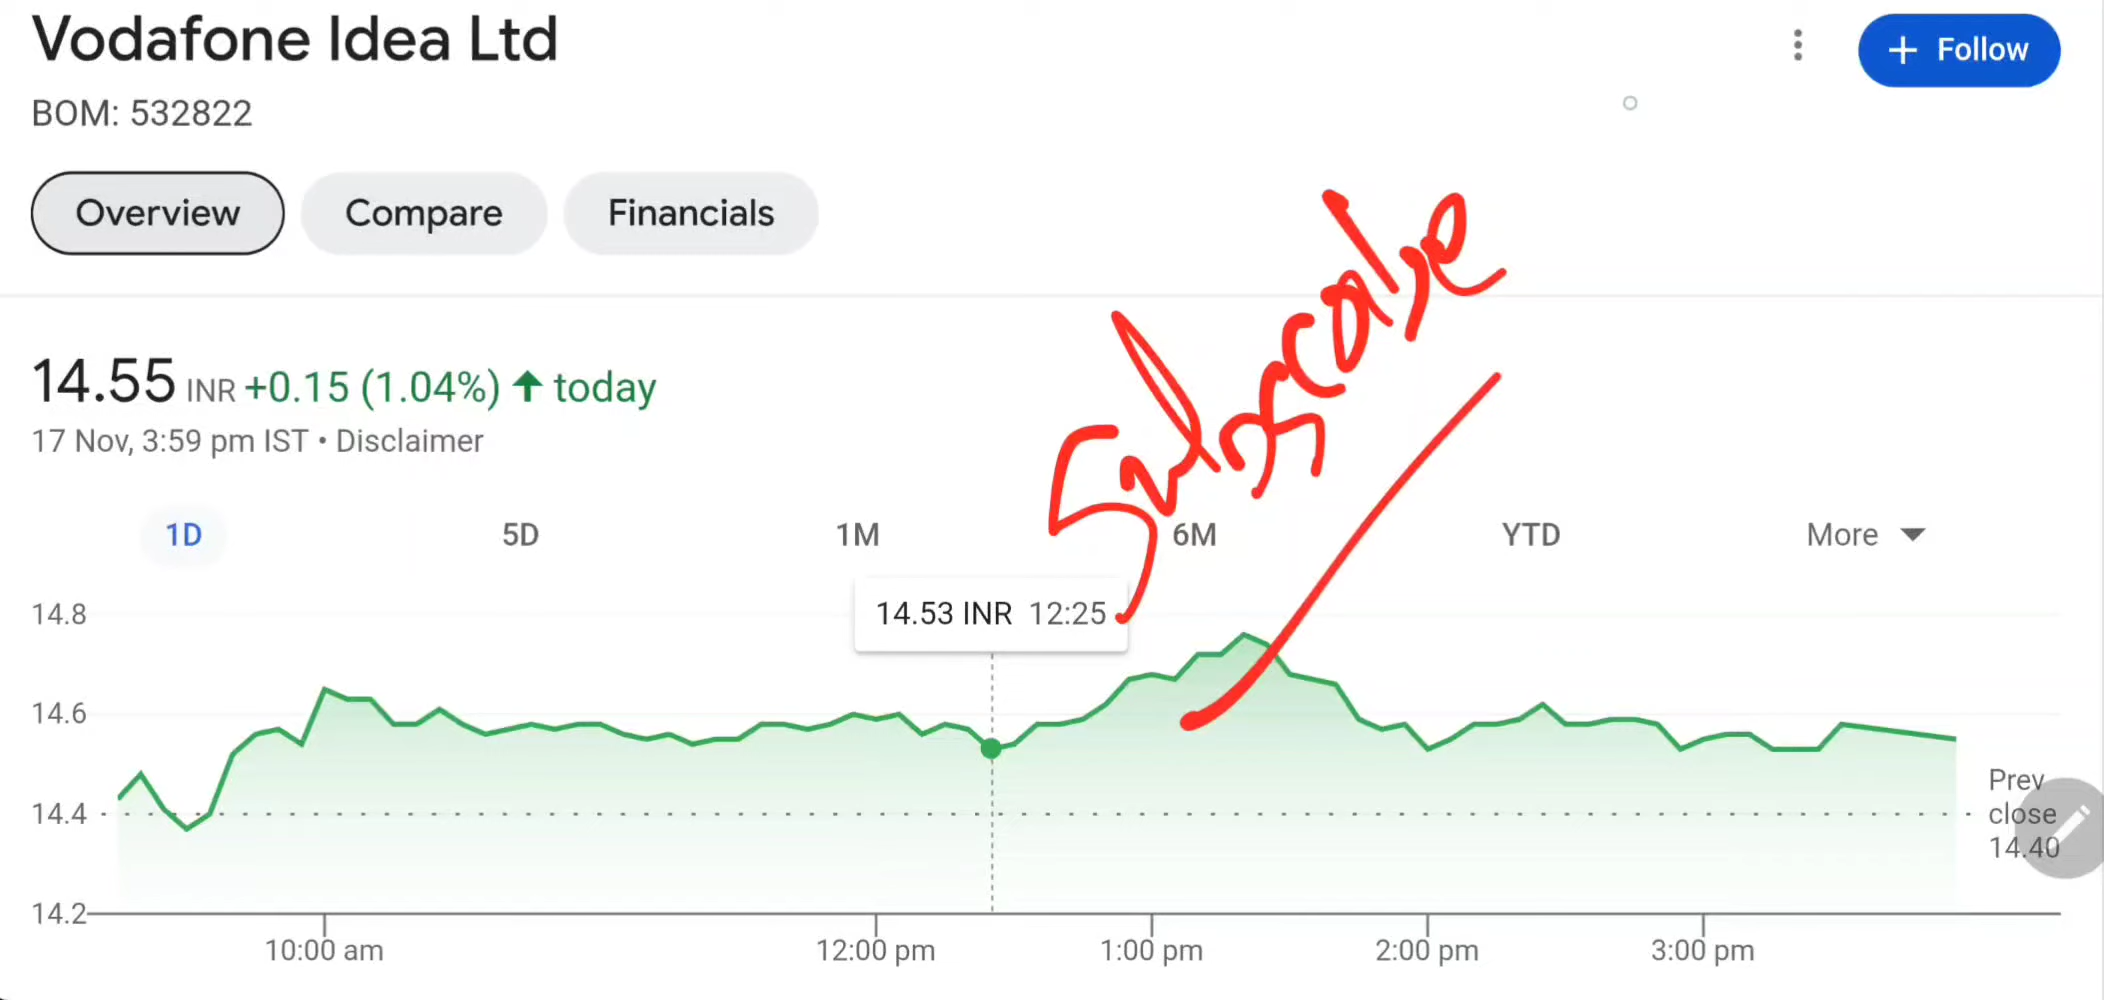 Vodafone Idea Ltd
+ Follow
BOM: 532822
Overview Compare Financials
14.55 INR +0.15 (1.04%) ↑ today
17 Nov, 3:59 pm IST • Disclaimer
1D 5D 1M 6M YTD More
14.53 INR 12:25
14.8
14.6
14.4
14.2
Prev
close
14.40
10:00 am 12:00 pm 1:00 pm 2:00 pm 3:00 pm